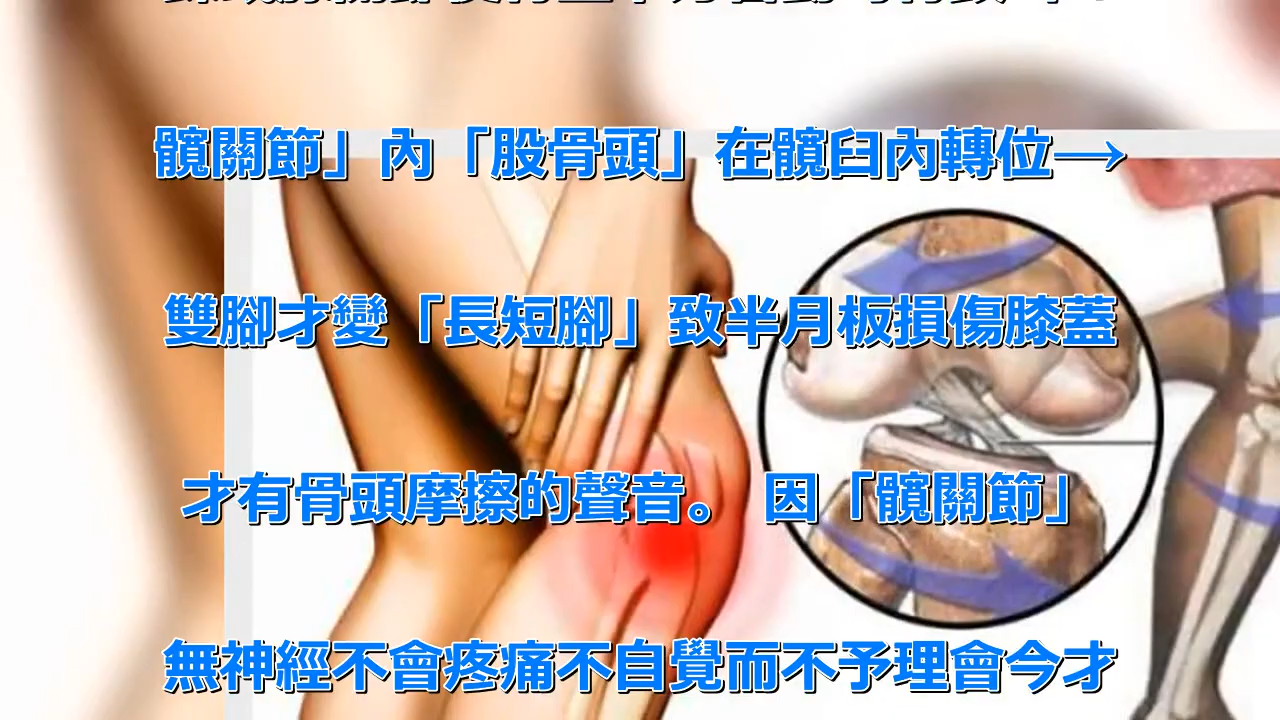 髖關節」內「股骨頭」在髖臼內轉位→
雙腳才變「長短腳」致半月板損傷膝蓋
才有骨頭摩擦的聲音。 因「髖關節」
無神經不會疼痛不自覺而不予理會今才